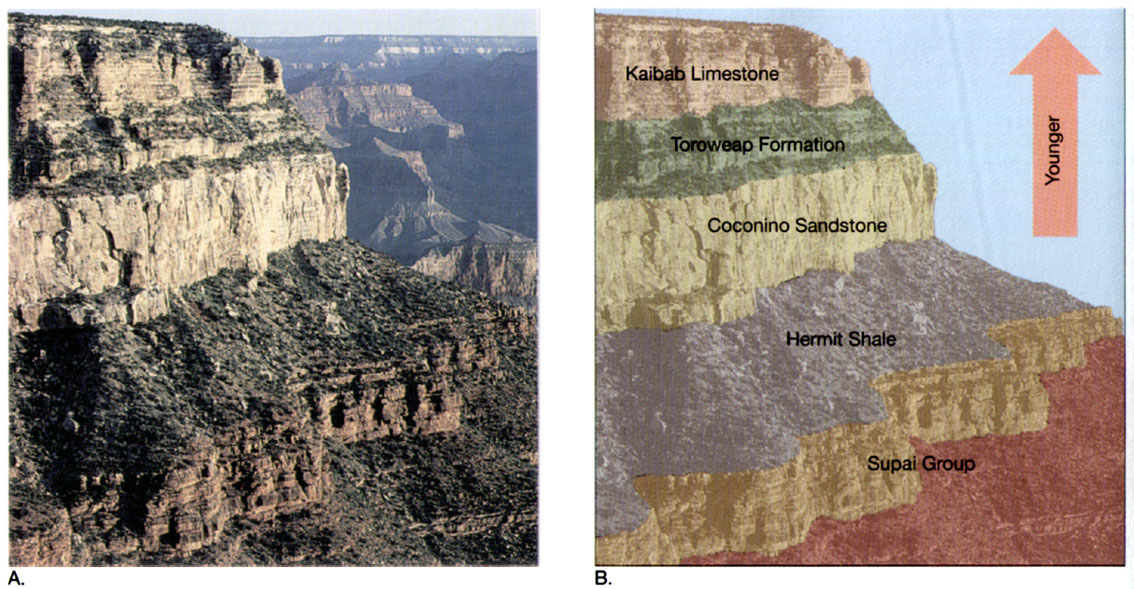 Kaibab Limestone
Toroweap Formation
Coconino Sandstone
Hermit Shale
Supai Group
Younger
A.
B.